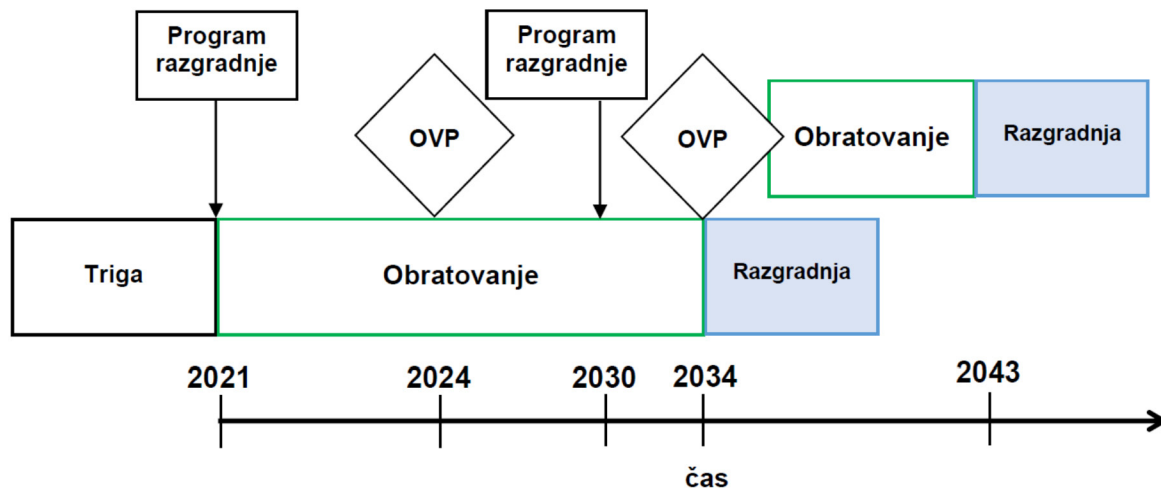 Program
razgradnje
Program
razgradnje
OVP
OVP
Obratovanje
Razgradnja
Triga
Obratovanje
Razgradnja
2021
2024
2030
2034
2043
čas